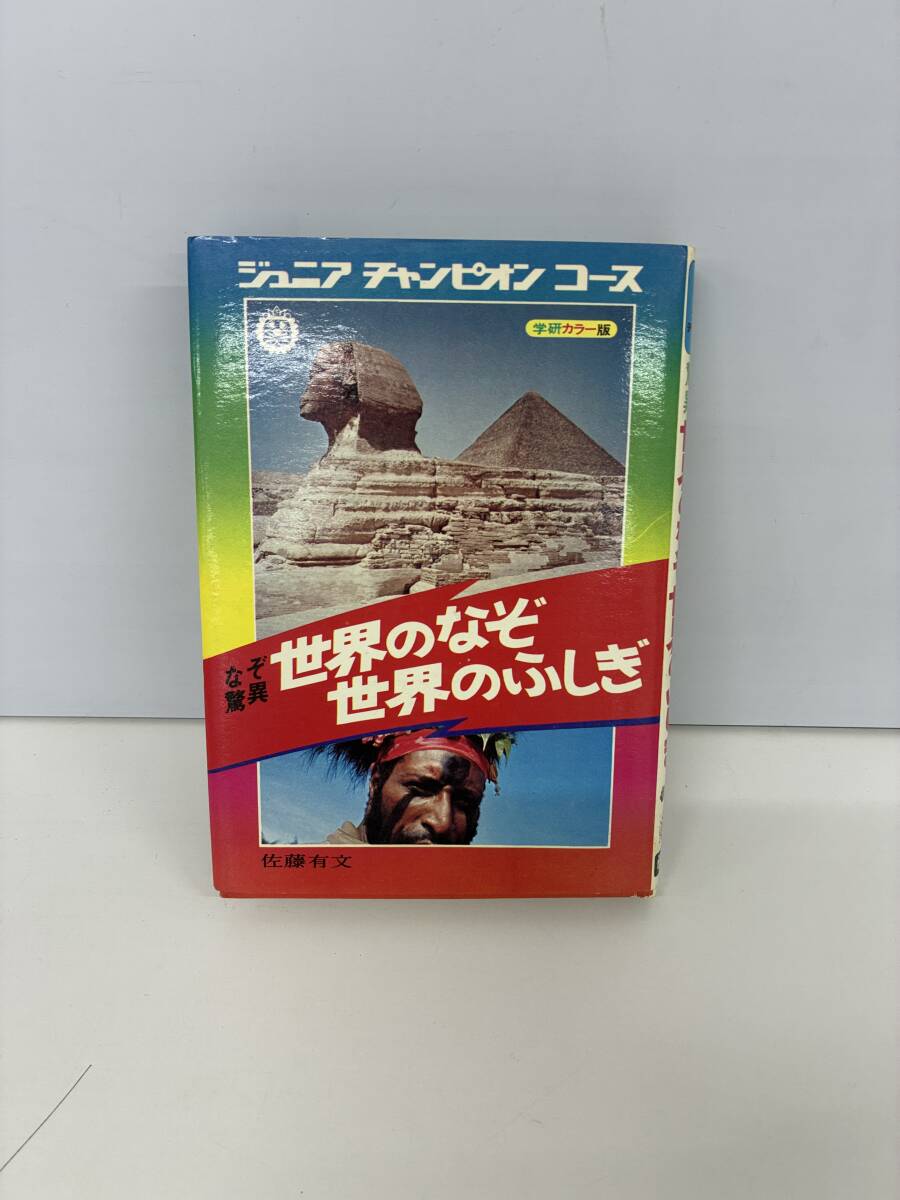 ジュニア チャンピオン コース
学研カラー版
なぞ
驚異
世界のなぞ
世界のふしぎ
佐藤有文